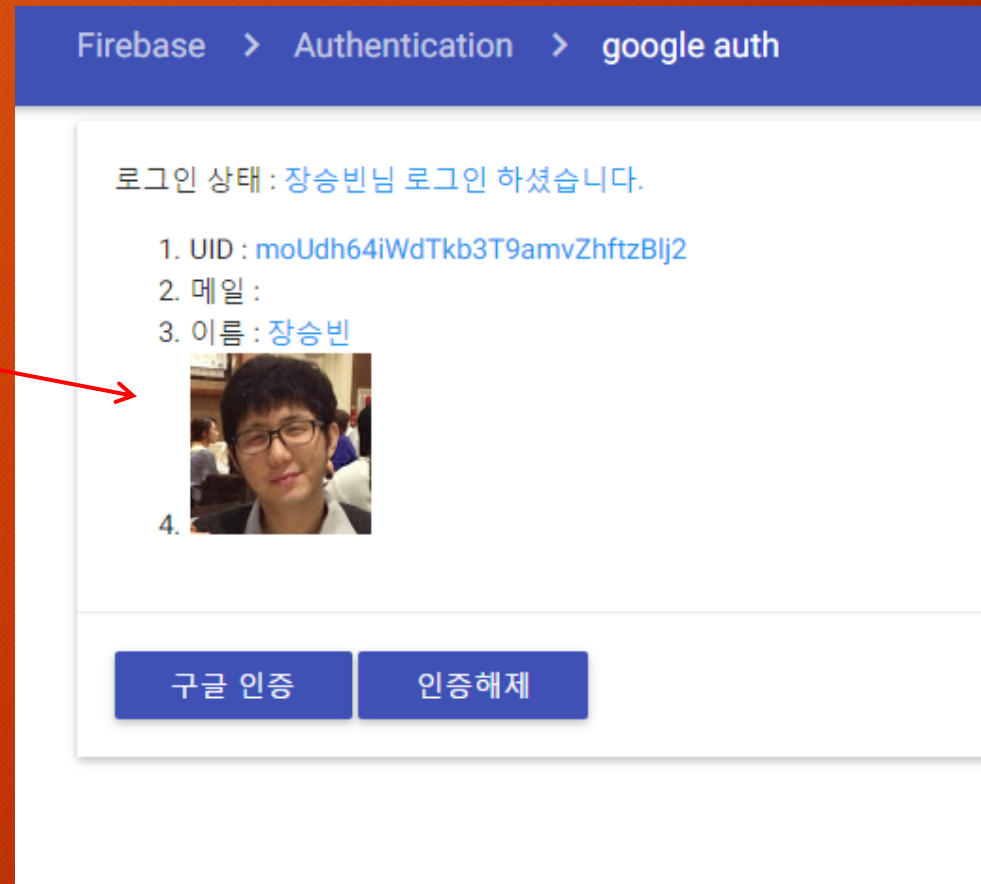 Firebase > Authentication > google auth
로그인 상태 : 장승빈님 로그인 하셨습니다.
1. UID : moUdh64iWdTkb3T9amvZhftzBlj2
2. 메일 :
3. 이름 : 장승빈
4.
구글 인증
인증해제